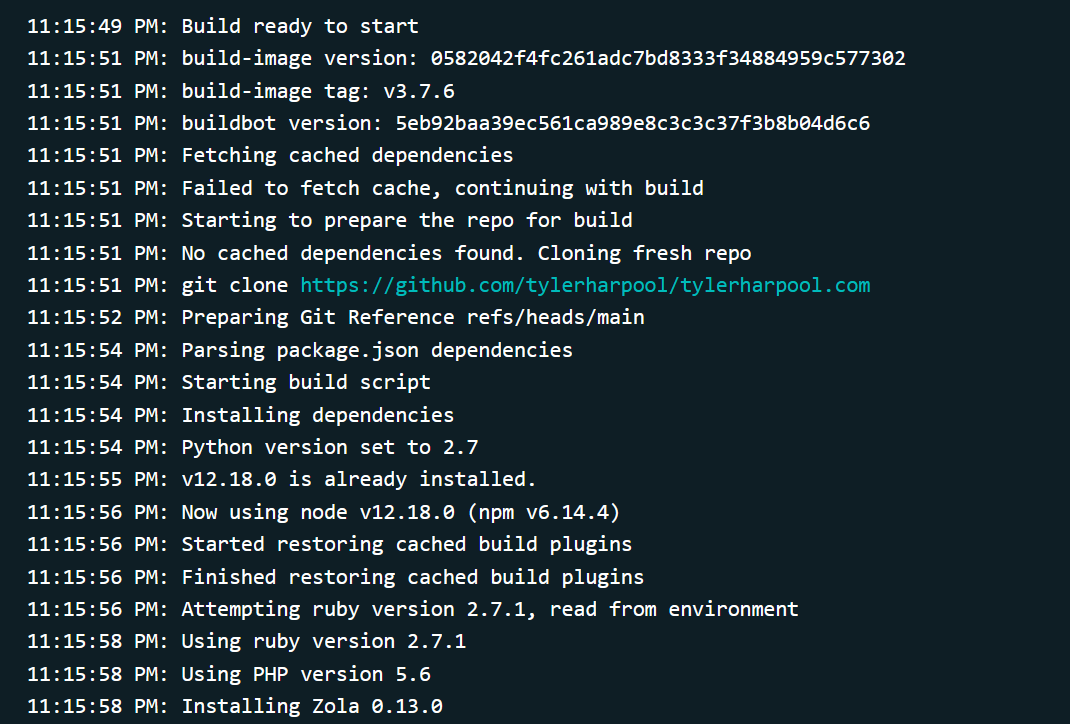 11:15:49 PM: Build ready to start
11:15:51 PM: build-image version: 0582042f4fc261adc7bd8333f34884959c577302
11:15:51 PM: build-image tag: v3.7.6
11:15:51 PM: buildbot version: 5eb92baa39ec561ca989e8c3c3c37f3b8b04d6c6
11:15:51 PM: Fetching cached dependencies
11:15:51 PM: Failed to fetch cache, continuing with build
11:15:51 PM: Starting to prepare the repo for build
11:15:51 PM: No cached dependencies found. Cloning fresh repo
11:15:51 PM: git clone https://github.com/tylerharpool/tylerharpool.com
11:15:52 PM: Preparing Git Reference refs/heads/main
11:15:54 PM: Parsing package.json dependencies
11:15:54 PM: Starting build script
11:15:54 PM: Installing dependencies
11:15:54 PM: Python version set to 2.7
11:15:55 PM: v12.18.0 is already installed.
11:15:56 PM: Now using node v12.18.0 (npm v6.14.4)
11:15:56 PM: Started restoring cached build plugins
11:15:56 PM: Finished restoring cached build plugins
11:15:56 PM: Attempting ruby version 2.7.1, read from environment
11:15:58 PM: Using ruby version 2.7.1
11:15:58 PM: Using PHP version 5.6
11:15:58 PM: Installing Zola 0.13.0